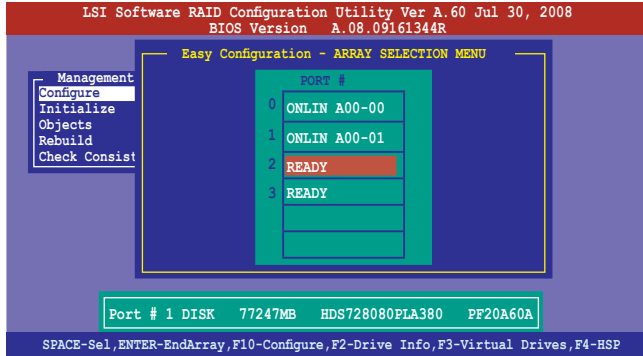 LSI Software RAID Configuration Utility Ver A.60 Jul 30, 2008
BIOS Version A.08.09161344R
Easy Configuration - ARRAY SELECTION MENU
Management
Configure
Initialize
Objects
Rebuild
Check Consist
PORT #
0 ONLIN A00-00
1 ONLIN A00-01
2 READY
3 READY
Port # 1 DISK 77247MB HDS728080PLA380 PF20A60A
SPACE-Sel,ENTER-EndArray,F10-Configure,F2-Drive Info,F3-Virtual Drives,F4-HSP